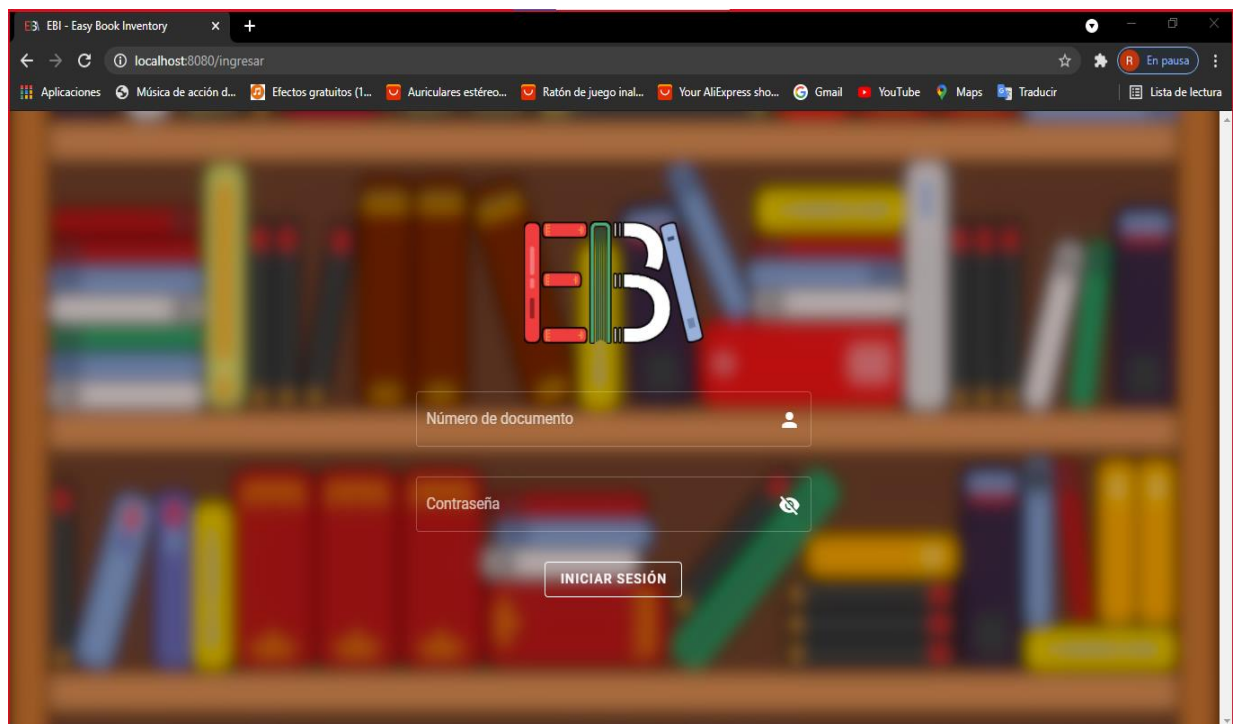 EBI EBI - Easy Book Inventory
localhost:8080/ingresar
R En pausa
Aplicaciones Música de acción d... Efectos gratuitos (1... Auriculares estéreo... Ratón de juego inal... Your AliExpress sho... Gmail YouTube Maps Traducir Lista de lectura
EBI
Número de documento
Contraseña
INICIAR SESIÓN